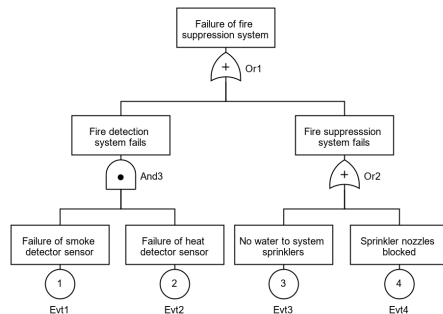 Failure of fire
suppression system
+
Or1
Fire detection
system fails
Fire suppresssion
system fails
And3
+
Or2
Failure of smoke
detector sensor
Failure of heat
detector sensor
No water to system
sprinklers
Sprinkler nozzles
blocked
1
2
3
4
Evt1
Evt2
Evt3
Evt4